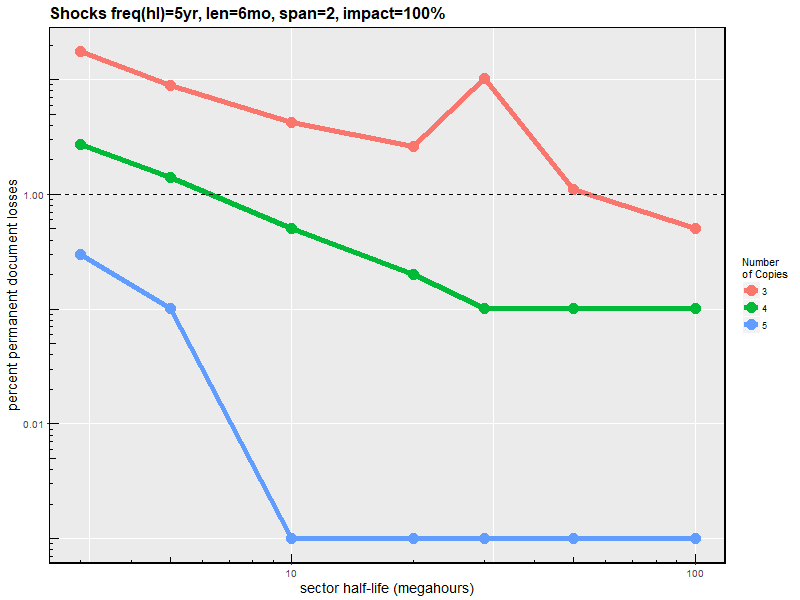 Shocks freq(hl)=5yr, len=6mo, span=2, impact=100%
percent permanent document losses
1.00
0.01
10
100
sector half-life (megahours)
Number
of Copies
3
4
5